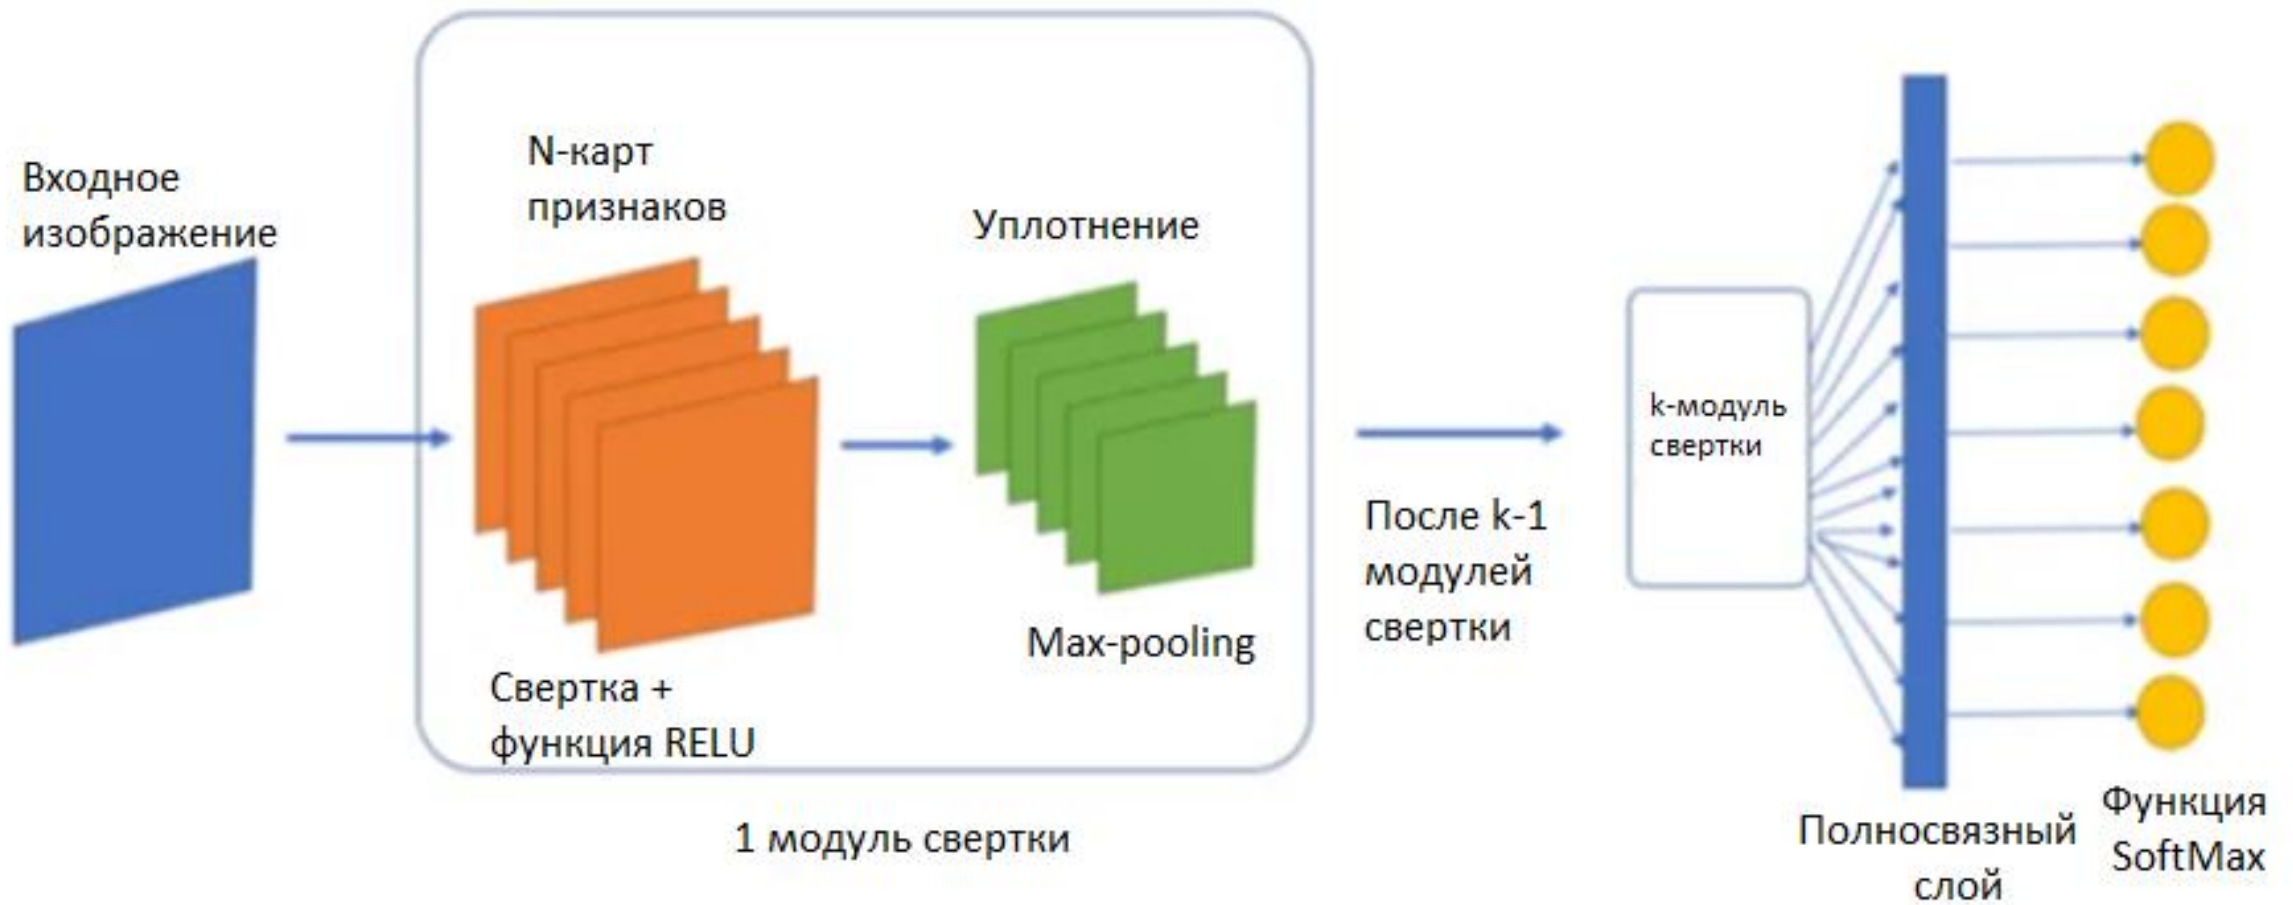 Входное
изображение
N-карт
признаков
Свертка +
функция RELU
Уплотнение
Max-pooling
1 модуль свертки
После k-1
модулей
свертки
k-модуль
свертки
Полносвязный
слой
Функция
SoftMax